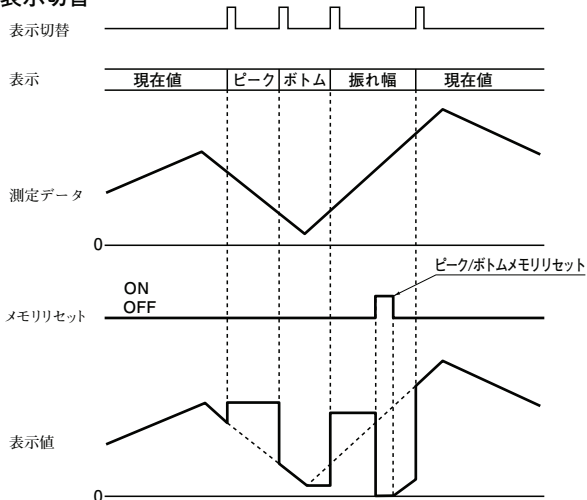 表示切替
表示切替
表示
現在値
ピーク
ボトム
振れ幅
現在値
測定データ
0
ピーク/ボトムメモリリセット
ON
OFF
メモリリセット
表示値
0